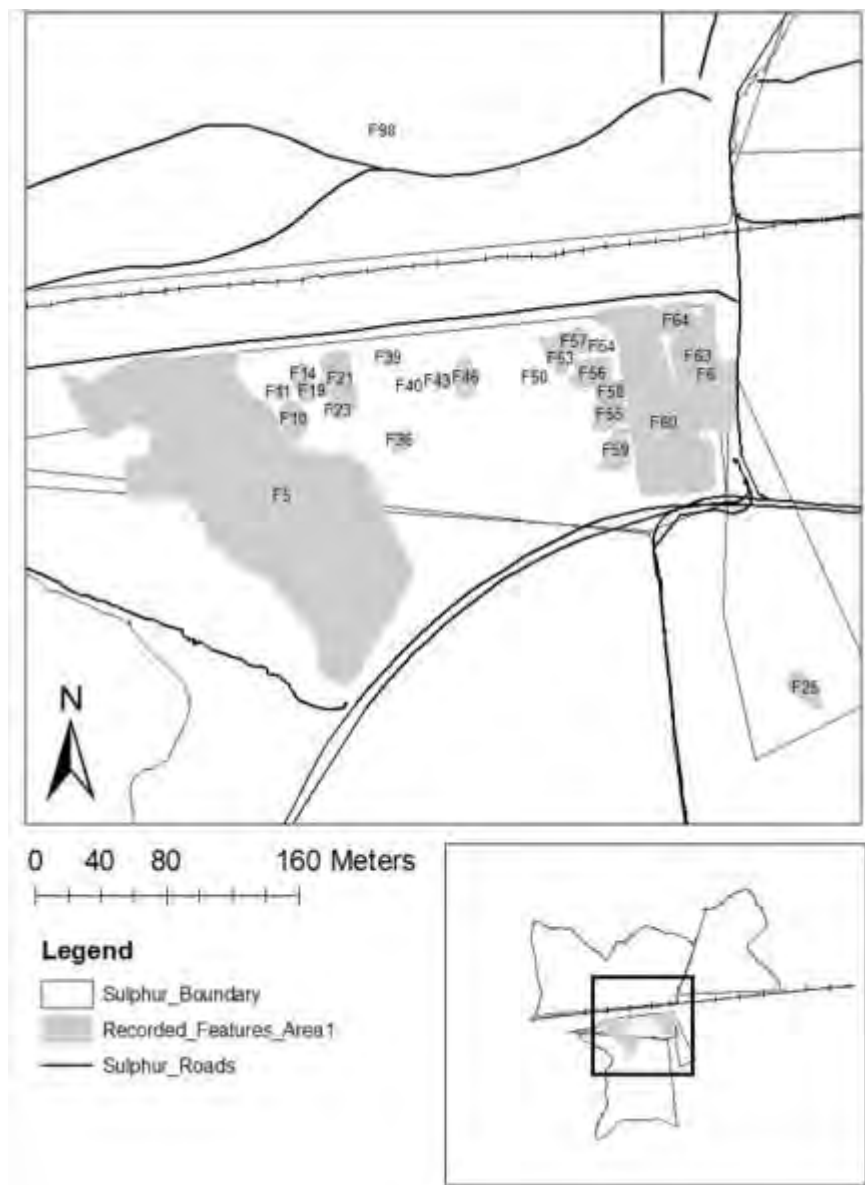 F98
F64
F57
F54
F39
F53
F63
F14
F21
F56
F6
F40
F43
F46
F50
F11
F19
F58
F23
F10
F55
F60
F36
F59
F5
F25
N
0 40 80 160 Meters
Legend
Sulphur_Boundary
Recorded_Features_Area1
Sulphur_Roads